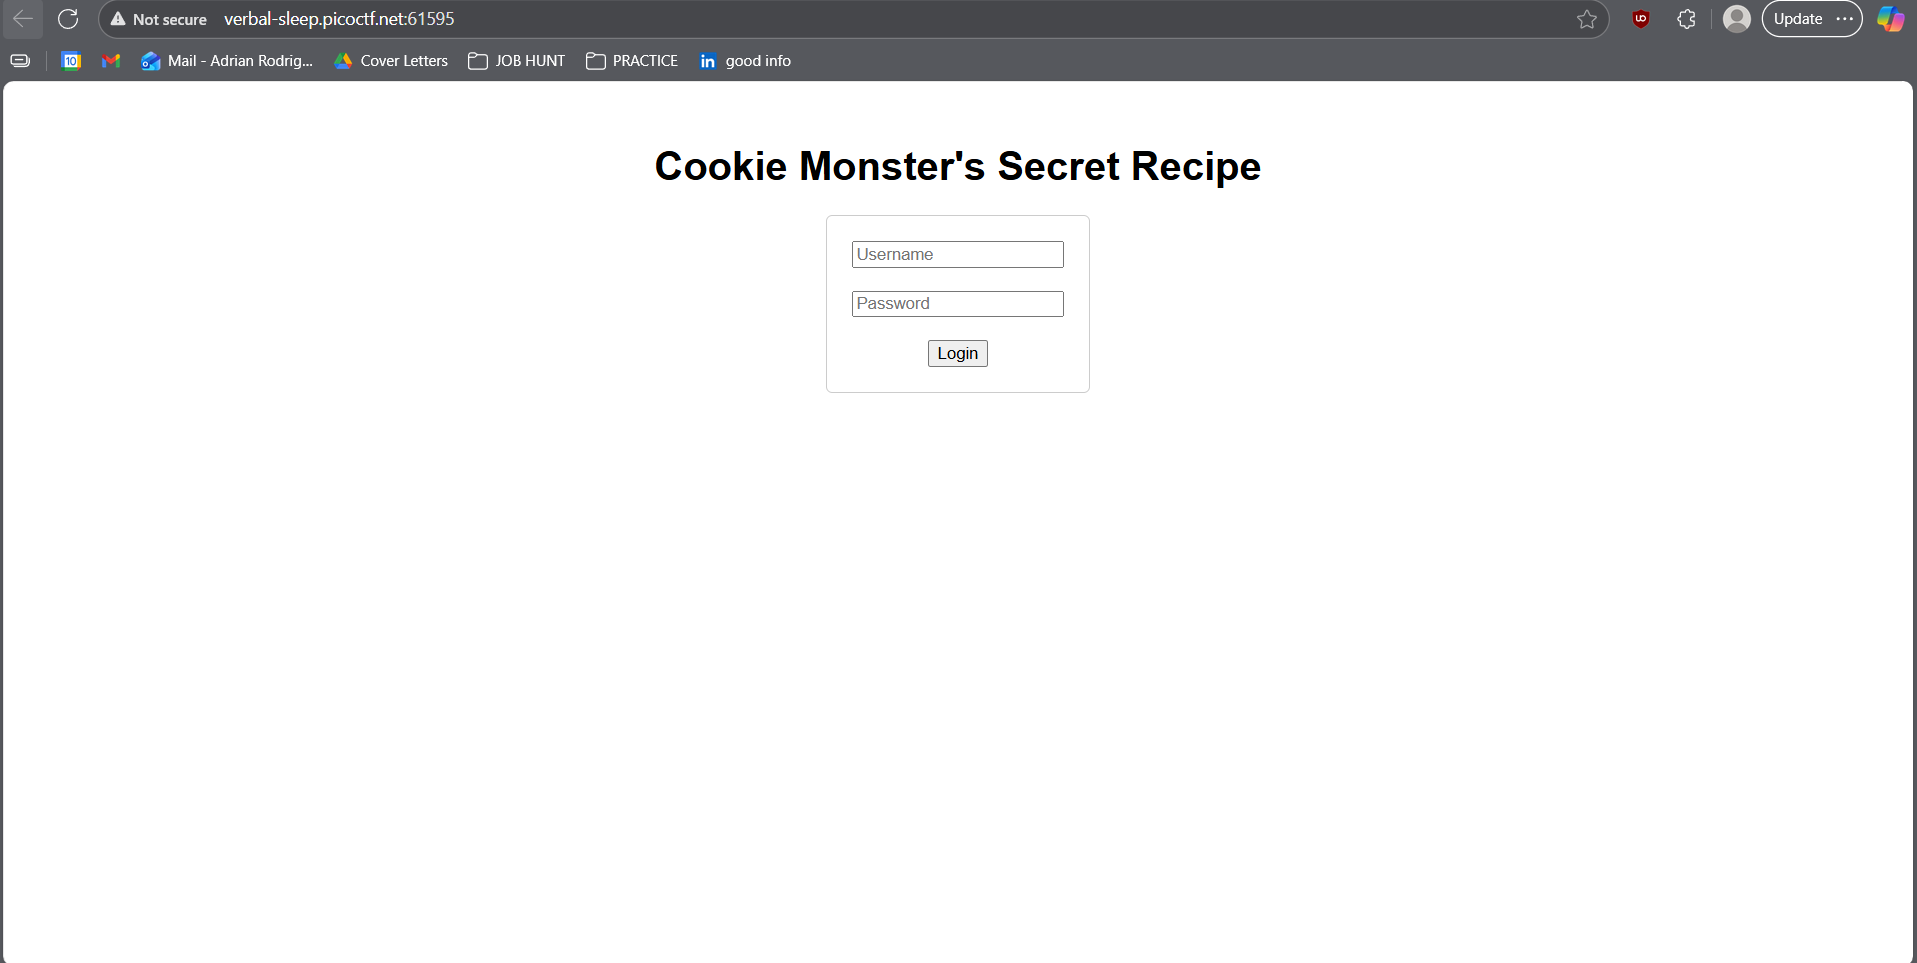 Not secure verbal-sleep.picoctf.net:61595 Update
10 Mail - Adrian Rodrig... Cover Letters JOB HUNT PRACTICE in good info
Cookie Monster's Secret Recipe
Username
Password
Login